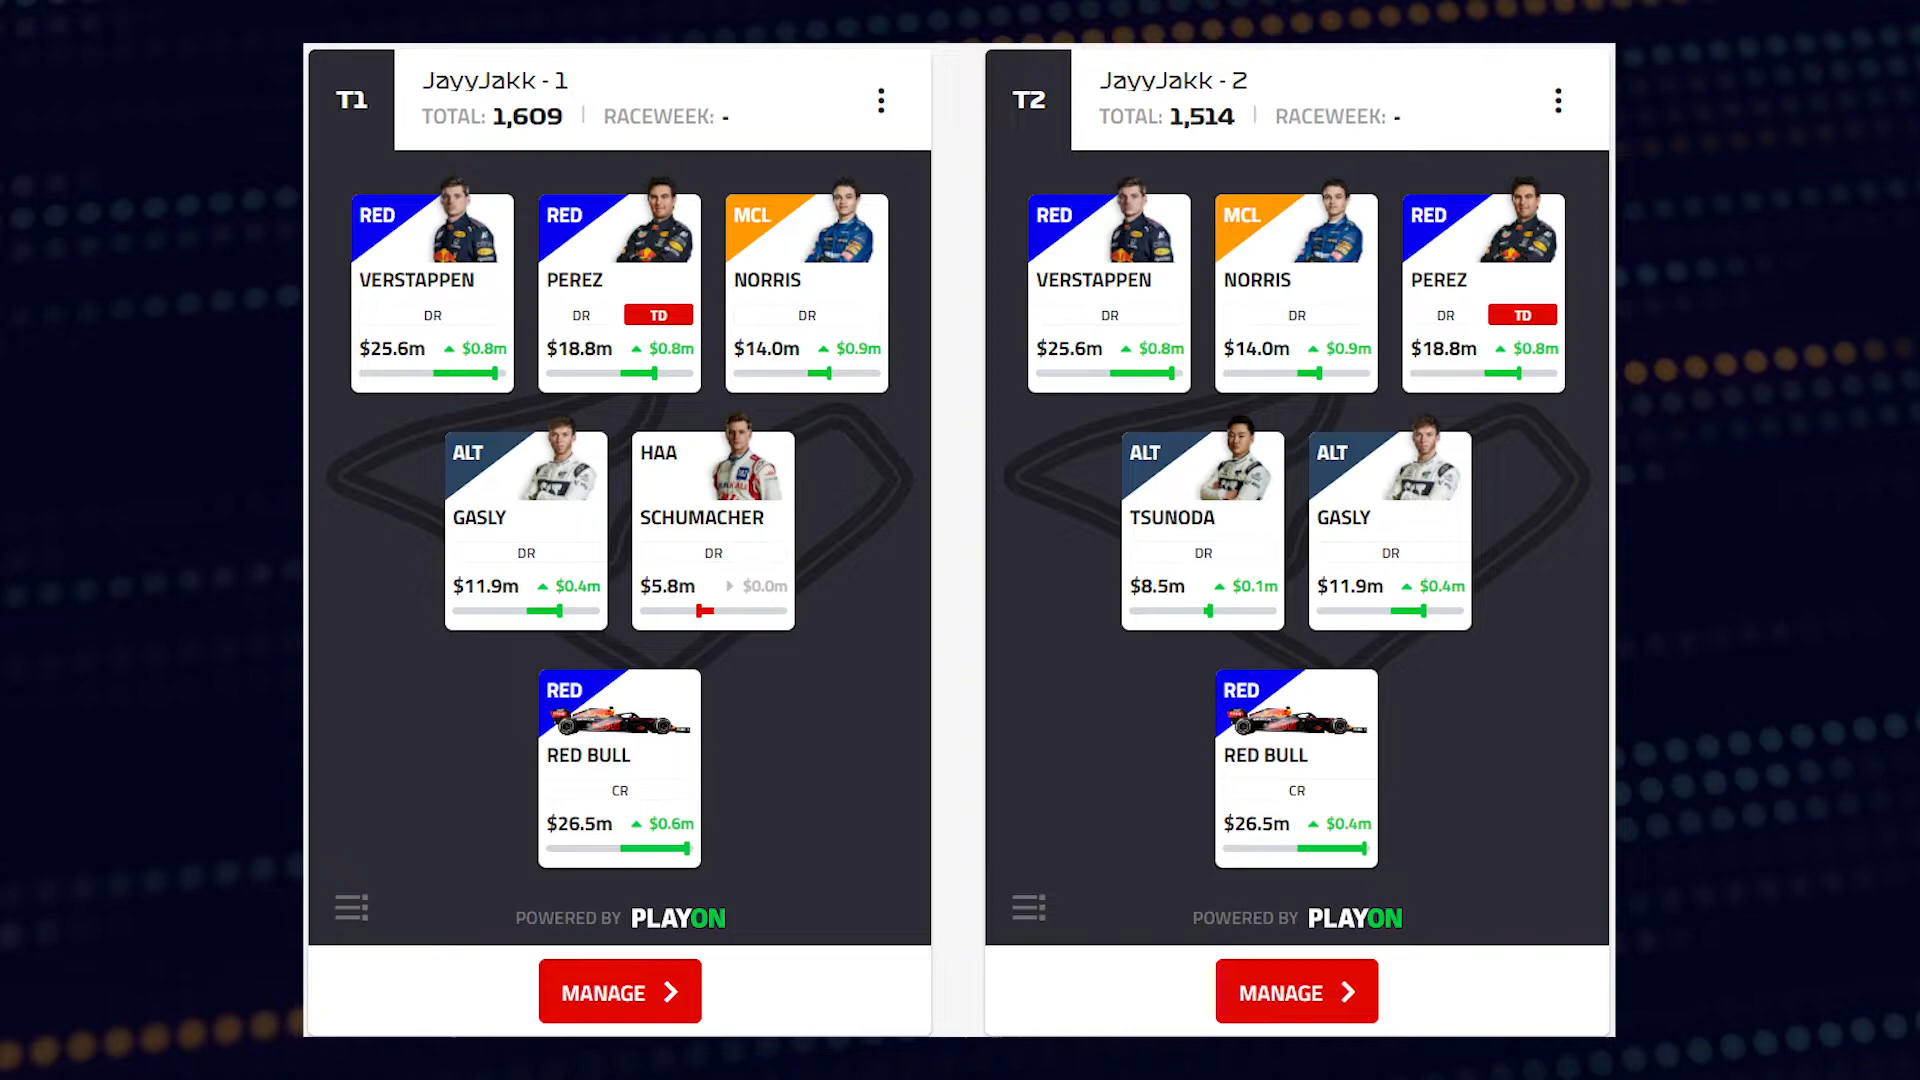 T1
JayyJakk - 1
TOTAL: 1,609 RACEWEEK: -
RED
VERSTAPPEN
DR
$25.6m $0.8m
RED
PEREZ
DR TD
$18.8m $0.8m
MCL
NORRIS
DR
$14.0m $0.9m
ALT
GASLY
DR
$11.9m $0.4m
HAA
SCHUMACHER
DR
$5.8m $0.0m
RED
RED BULL
CR
$26.5m $0.6m
POWERED BY PLAYON
MANAGE
T2
JayyJakk - 2
TOTAL: 1,514 RACEWEEK: -
RED
VERSTAPPEN
DR
$25.6m $0.8m
MCL
NORRIS
DR
$14.0m $0.9m
RED
PEREZ
DR TD
$18.8m $0.8m
ALT
TSUNODA
DR
$8.5m $0.1m
ALT
GASLY
DR
$11.9m $0.4m
RED
RED BULL
CR
$26.5m $0.4m
POWERED BY PLAYON
MANAGE